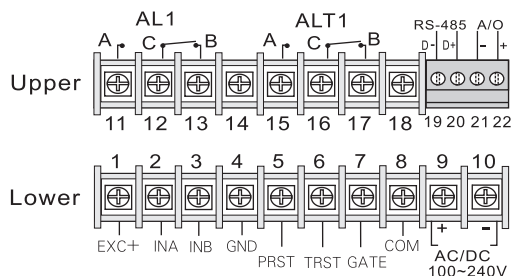 AL1 ALT1 RS-485 A/O
A C B A C B D- D+ - +
Upper
11 12 13 14 15 16 17 18 19 20 21 22
1 2 3 4 5 6 7 8 9 10
Lower
+ -
EXC+ INA INB GND PRST TRST GATE COM
AC/DC
100~240V